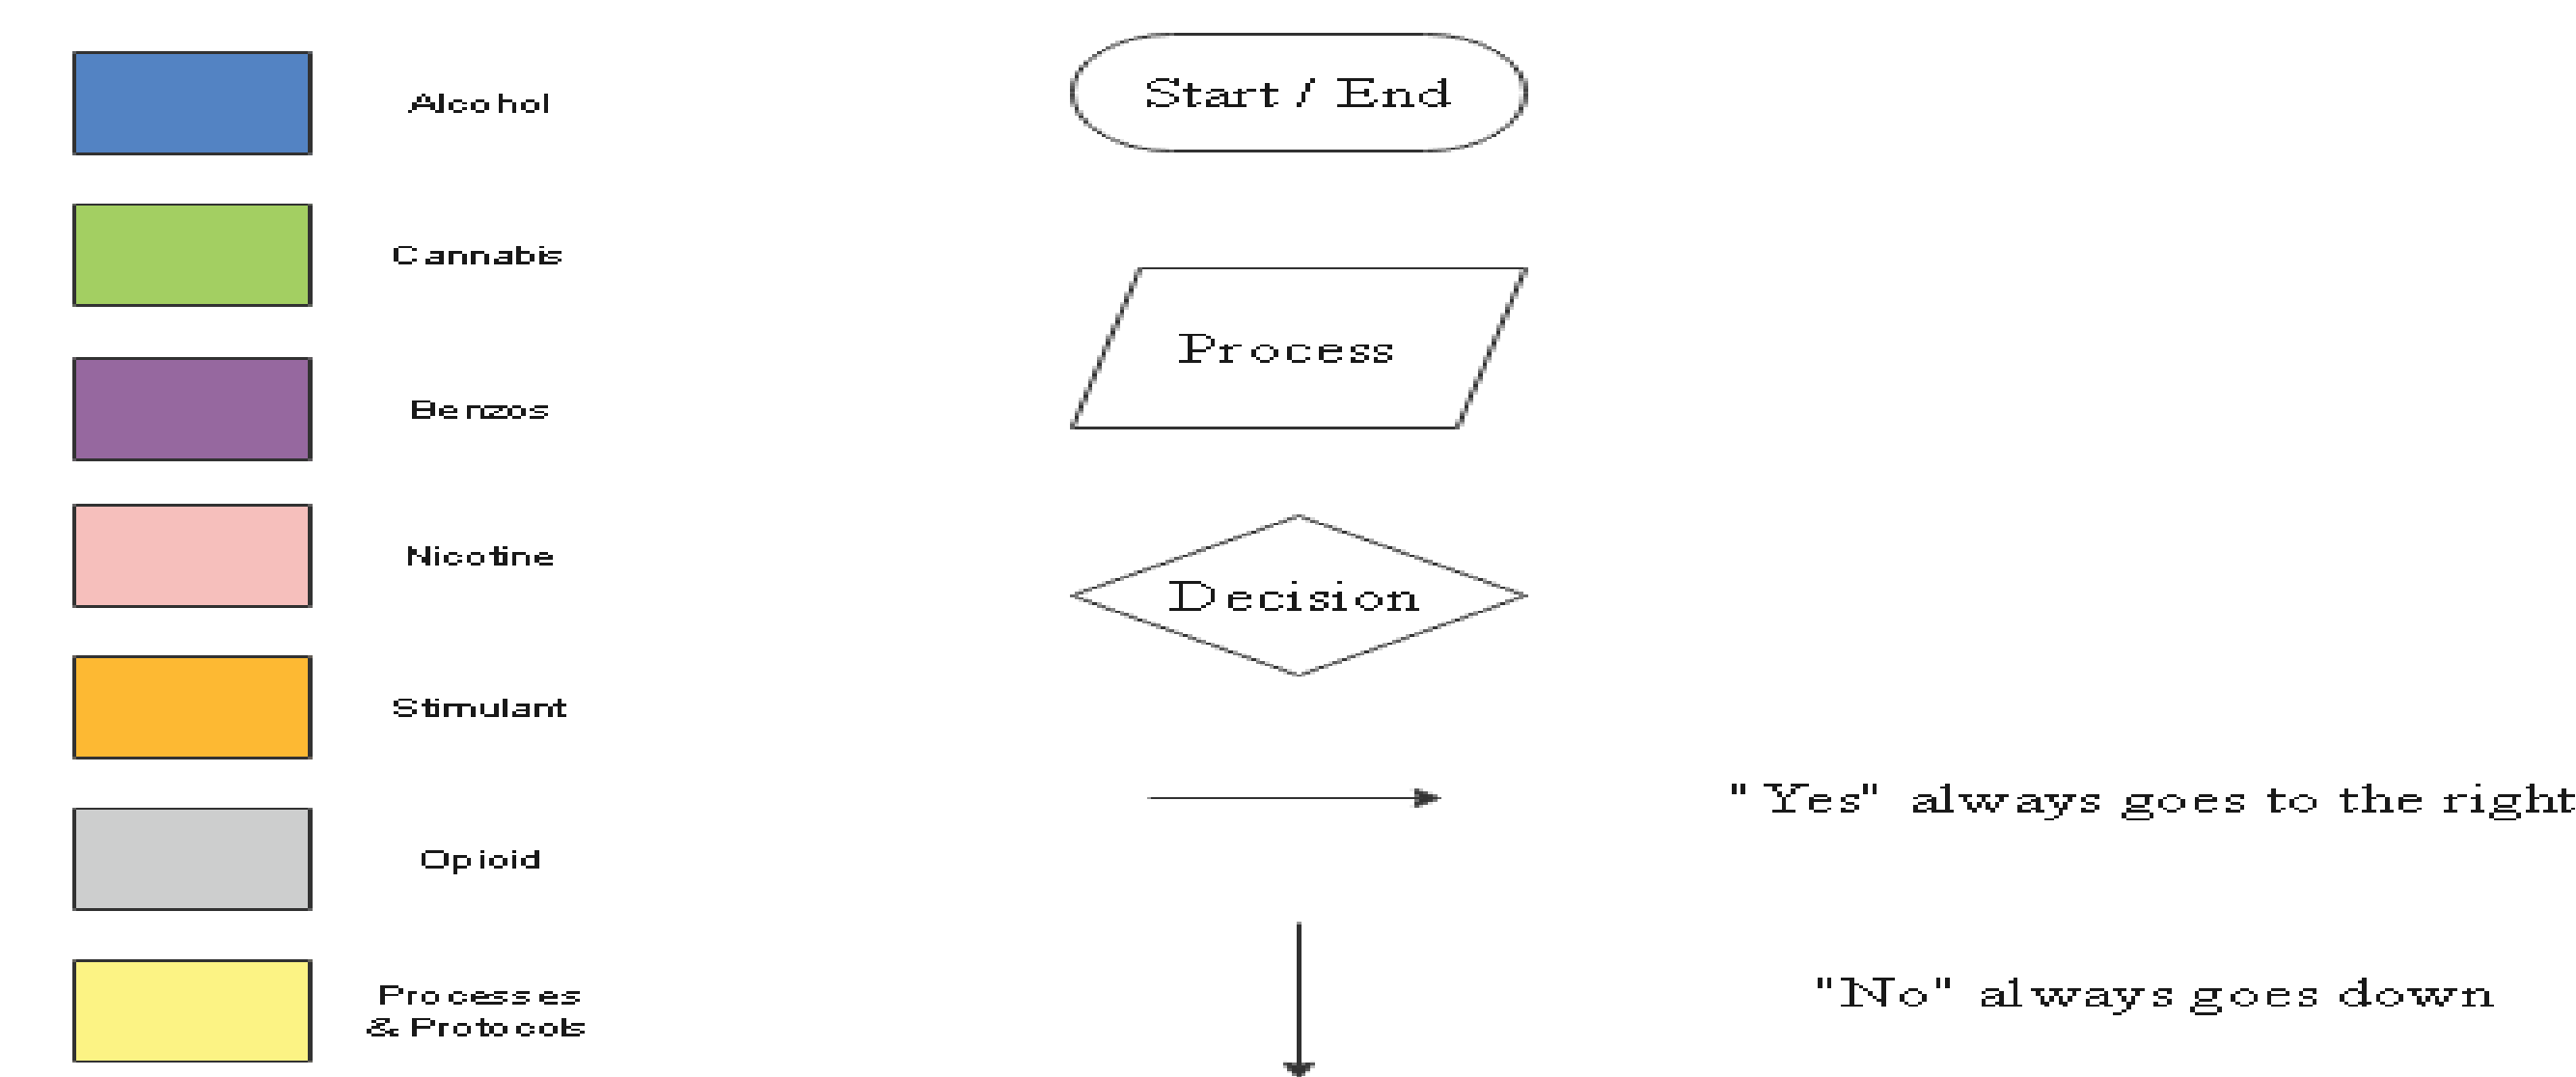 Alcohol
Cannabis
Benzos
Nicotine
Stimulant
Opioid
Processes
& Protocols
Start / End
Process
Decision
"Yes" always goes to the right
"No" always goes down